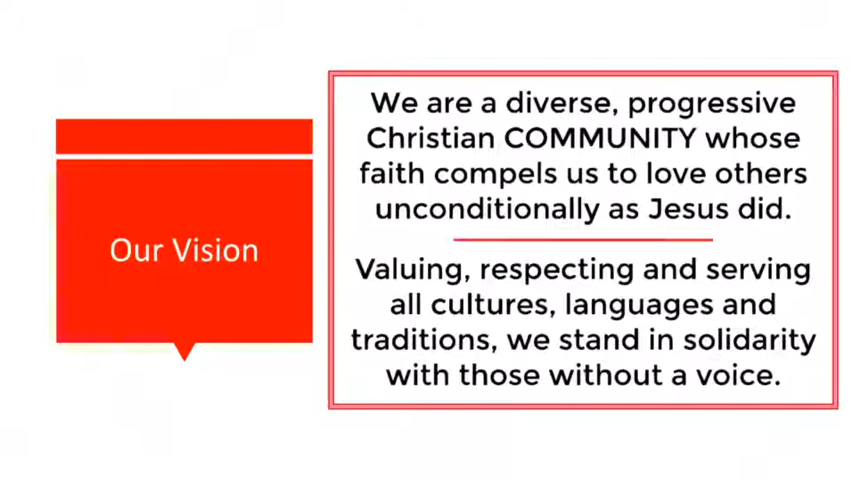 Our Vision
We are a diverse, progressive
Christian COMMUNITY whose
faith compels us to love others
unconditionally as Jesus did.
Valuing, respecting and serving
all cultures, languages and
traditions, we stand in solidarity
with those without a voice.